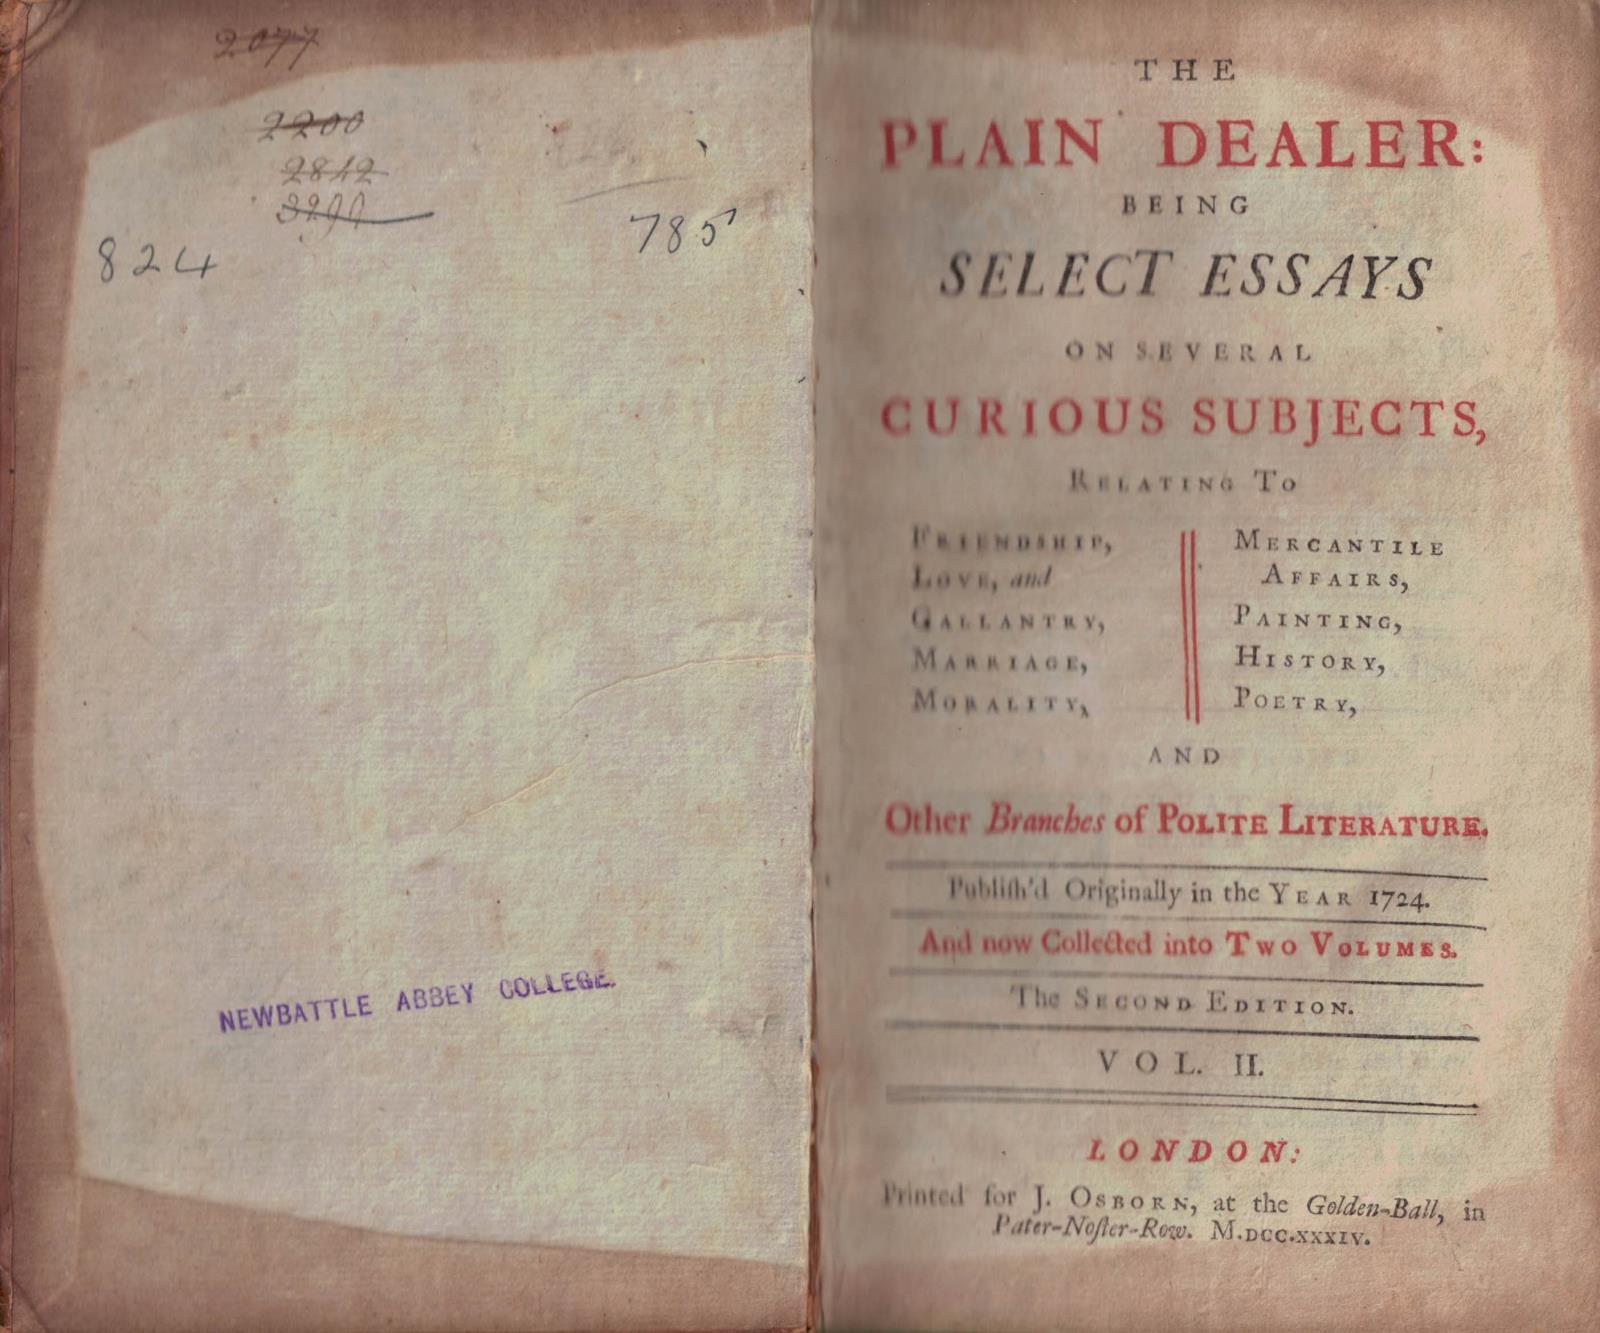 2077
2200
2842
824
785
NEWBATTLE ABBEY COLLEGE.
THE
PLAIN DEALER:
BEING
SELECT ESSAYS
ON SEVERAL
CURIOUS SUBJECTS,
RELATING TO
FRIENDSHIP,
LOVE, and
GALLANTRY,
MARRIAGE,
MORALITY,
MERCANTILE
AFFAIRS,
PAINTING,
HISTORY,
POETRY,
AND
Other Branches of POLITE LITERATURE.
Publiſh'd Originally in the YEAR 1724.
And now Collected into TWO VOLUMES.
The SECOND EDITION.
VOL. II.
LONDON:
Printed for J. OSBORN, at the Golden-Ball, in
Pater-Noſter-Row. M.DCC.XXXIV.